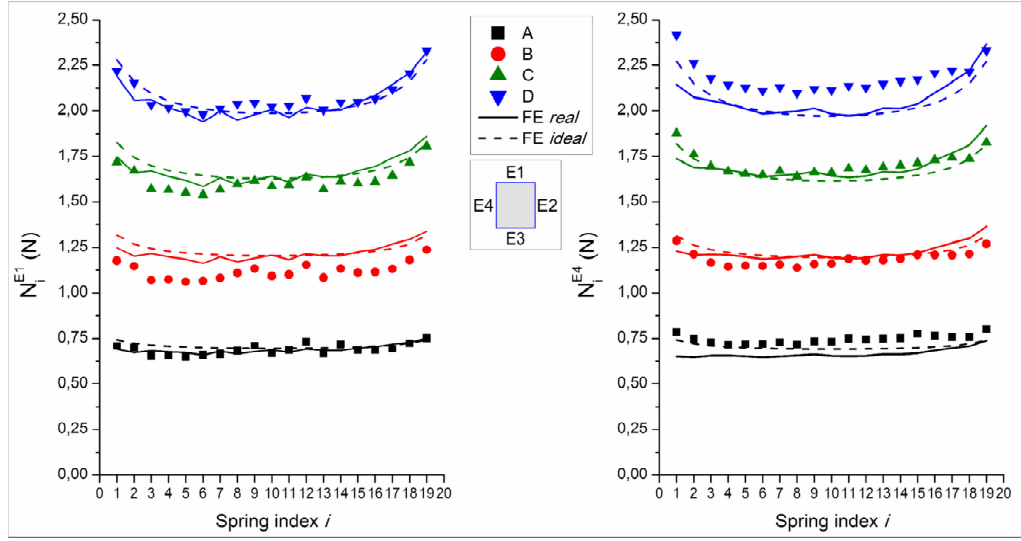 2,50
2,25
2,00
1,75
1,50
1,25
1,00
0,75
0,50
0,25
0,00
N_i^E1 (N)
0 1 2 3 4 5 6 7 8 9 10 11 12 13 14 15 16 17 18 19 20
Spring index i
A
B
C
D
FE real
FE ideal
E1
E4 E2
E3
2,50
2,25
2,00
1,75
1,50
1,25
1,00
0,75
0,50
0,25
0,00
N_i^E4 (N)
0 1 2 3 4 5 6 7 8 9 10 11 12 13 14 15 16 17 18 19 20
Spring index i